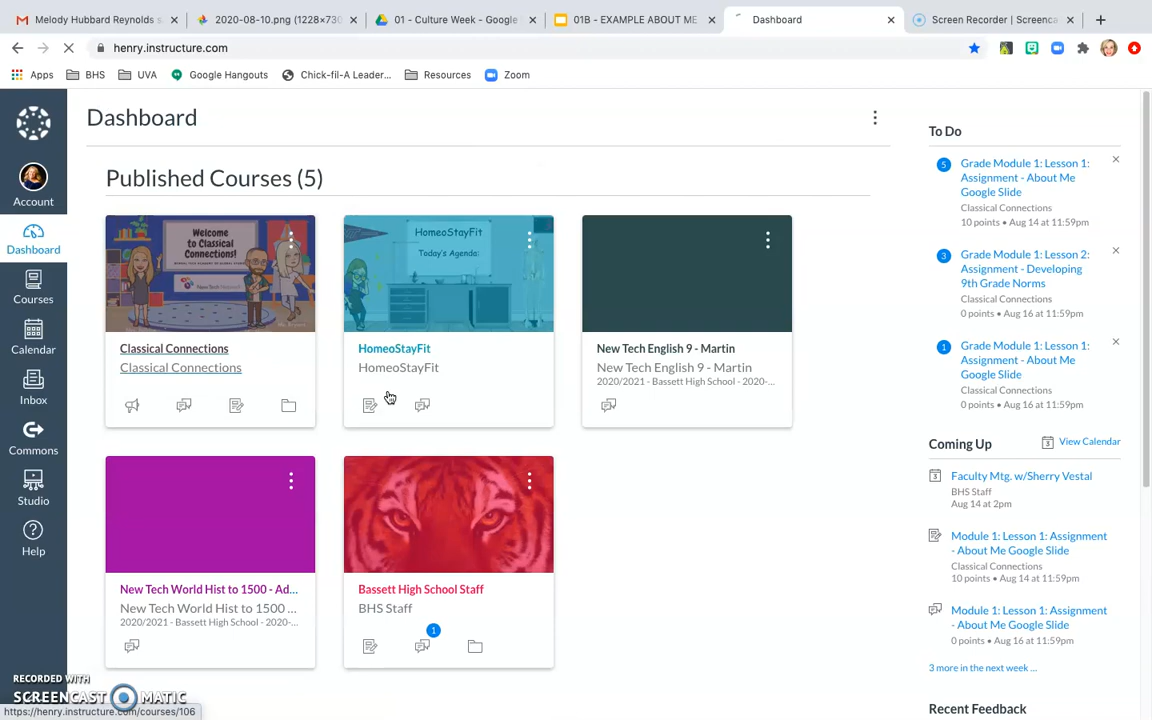 Melody Hubbard Reynolds s
2020-08-10.png (1228×730
01 - Culture Week - Google
01B - EXAMPLE ABOUT ME
Dashboard
Screen Recorder | Screenca
henry.instructure.com
Apps
BHS
UVA
Google Hangouts
Chick-fil-A Leader...
Resources
Zoom
Account
Dashboard
Courses
Calendar
Inbox
Commons
Studio
Help
Dashboard
Published Courses (5)
Welcome
to Classical
Connections!
New Tech Network
Classical Connections
Classical Connections
HomeoStayFit
Today's Agenda:
HomeoStayFit
HomeoStayFit
New Tech English 9 - Martin
New Tech English 9 - Martin
2020/2021 - Bassett High School - 2020-...
New Tech World Hist to 1500 - Ad...
New Tech World Hist to 1500 ...
2020/2021 - Bassett High School - 2020-...
Bassett High School Staff
BHS Staff
1
To Do
5
Grade Module 1: Lesson 1:
Assignment - About Me
Google Slide
Classical Connections
10 points • Aug 14 at 11:59pm
3
Grade Module 1: Lesson 2:
Assignment - Developing
9th Grade Norms
Classical Connections
0 points • Aug 14 at 11:59pm
1
Grade Module 1: Lesson 1:
Assignment - About Me
Google Slide
Classical Connections
0 points • Aug 16 at 11:59pm
Coming Up
3
View Calendar
3
Faculty Mtg. w/Sherry Vestal
BHS Staff
Aug 14 at 2pm
Module 1: Lesson 1: Assignment
- About Me Google Slide
Classical Connections
10 points • Aug 14 at 11:59pm
Module 1: Lesson 1: Assignment
- About Me Google Slide
0 points • Aug 16 at 11:59pm
3 more in the next week ...
Recent Feedback
RECORDED WITH
SCREENCAST MATIC
https://henry.instructure.com/courses/106